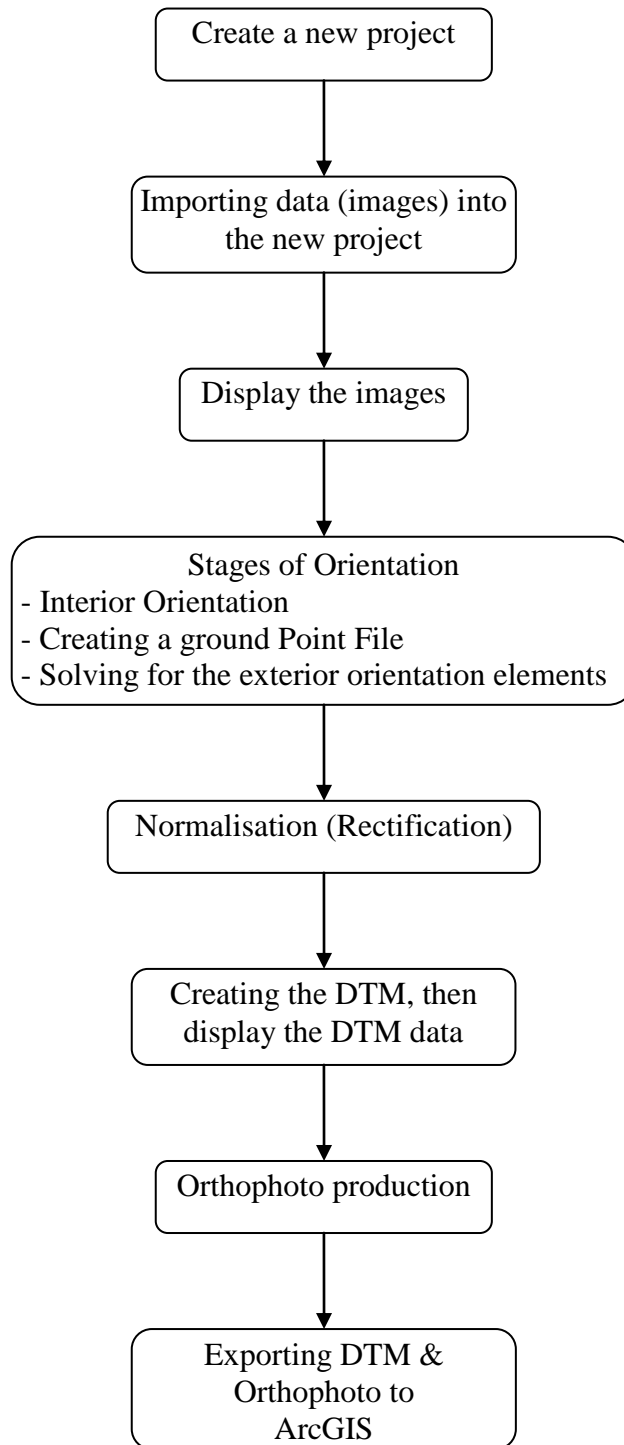 Create a new project
Importing data (images) into
the new project
Display the images
Stages of Orientation
- Interior Orientation
- Creating a ground Point File
- Solving for the exterior orientation elements
Normalisation (Rectification)
Creating the DTM, then
display the DTM data
Orthophoto production
Exporting DTM &
Orthophoto to
ArcGIS